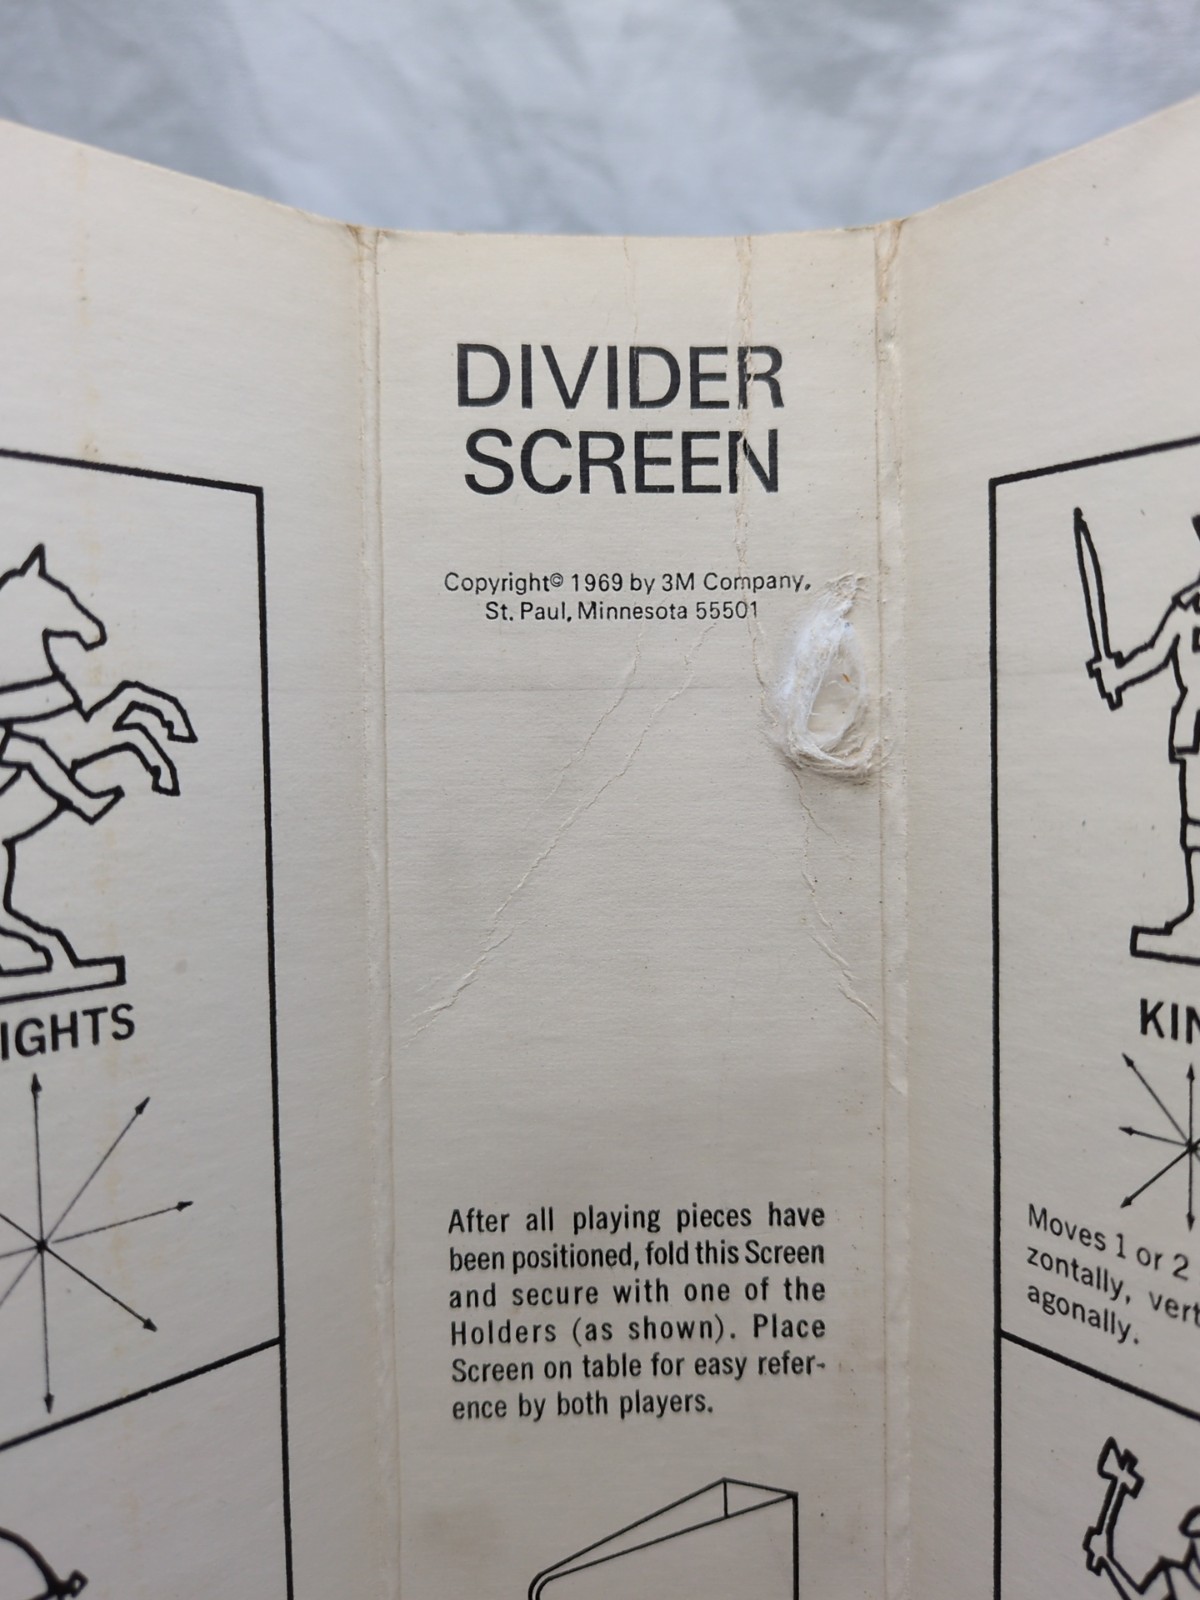 DIVIDER
SCREEN
Copyright© 1969 by 3M Company,
St. Paul, Minnesota 55501
IGHTS
KIN
Moves 1 or 2
zontally, vert
agonally.
After all playing pieces have
been positioned, fold this Screen
and secure with one of the
Holders (as shown). Place
Screen on table for easy refer-
ence by both players.